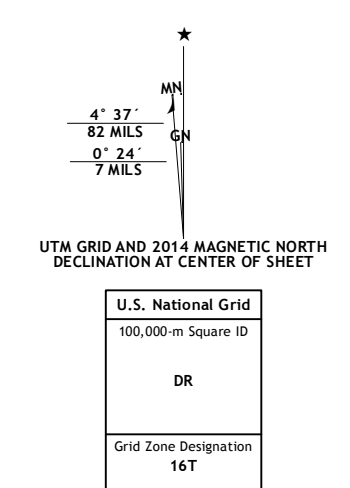 MN
4° 37´
82 MILS
GN
0° 24´
7 MILS
UTM GRID AND 2014 MAGNETIC NORTH
DECLINATION AT CENTER OF SHEET
U.S. National Grid
100,000-m Square ID
DR
Grid Zone Designation
16T